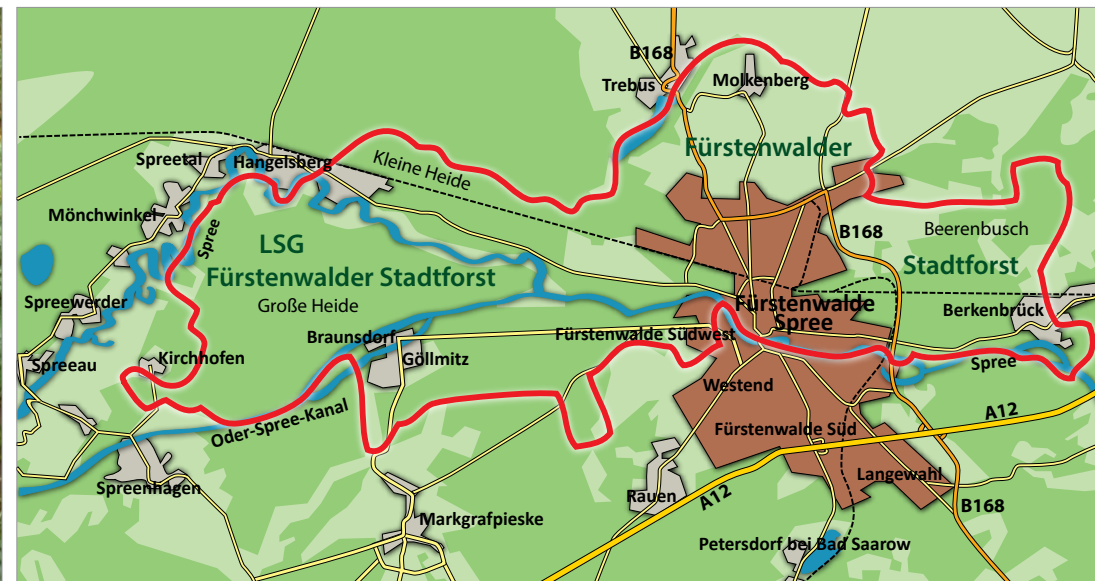 B168
Trebus
Molkenberg
Fürstenwalder
Spreetal
Hangelsberg
Kleine Heide
Mönchwinkel
Spree
LSG
Fürstenwalder Stadtforst
Große Heide
B168
Beerenbusch
Stadtforst
Spreewerder
Braunsdorf
Fürstenwalde
Spree
Berkenbrück
Fürstenwalde Südwest
Spreeau
Kirchhofen
Göllmitz
Spree
Westend
Oder-Spree-Kanal
A12
Fürstenwalde Süd
Spreenhagen
Langewahl
Rauen
A12
B168
Markgrafpieske
Petersdorf bei Bad Saarow